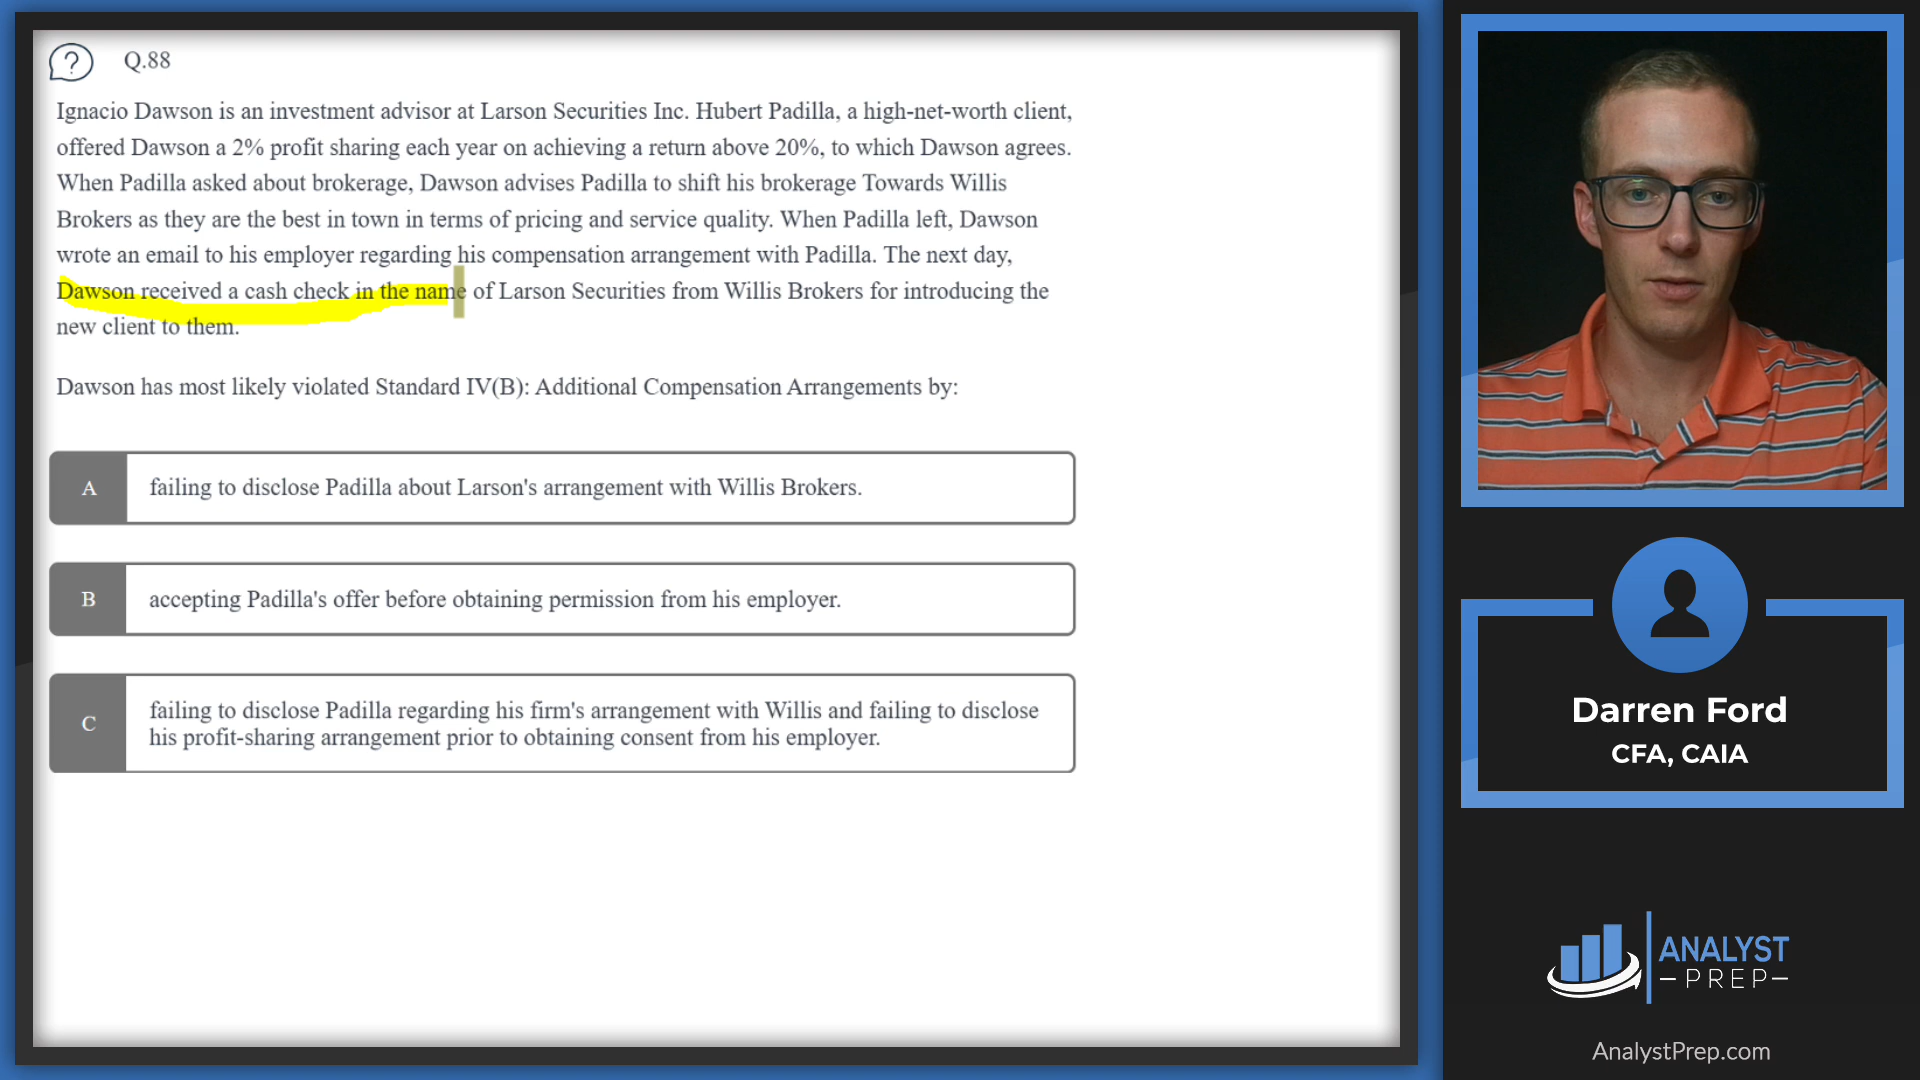 ?
Q.88
Ignacio Dawson is an investment advisor at Larson Securities Inc. Hubert Padilla, a high-net-worth client,
offered Dawson a 2% profit sharing each year on achieving a return above 20%, to which Dawson agrees.
When Padilla asked about brokerage, Dawson advises Padilla to shift his brokerage Towards Willis
Brokers as they are the best in town in terms of pricing and service quality. When Padilla left, Dawson
wrote an email to his employer regarding his compensation arrangement with Padilla. The next day,
Dawson received a cash check in the name of Larson Securities from Willis Brokers for introducing the
new client to them.
Dawson has most likely violated Standard IV(B): Additional Compensation Arrangements by:
A
failing to disclose Padilla about Larson's arrangement with Willis Brokers.
B
accepting Padilla's offer before obtaining permission from his employer.
C
failing to disclose Padilla regarding his firm's arrangement with Willis and failing to disclose
his profit-sharing arrangement prior to obtaining consent from his employer.
Darren Ford
CFA, CAIA
ANALYST
PREP
AnalystPrep.com